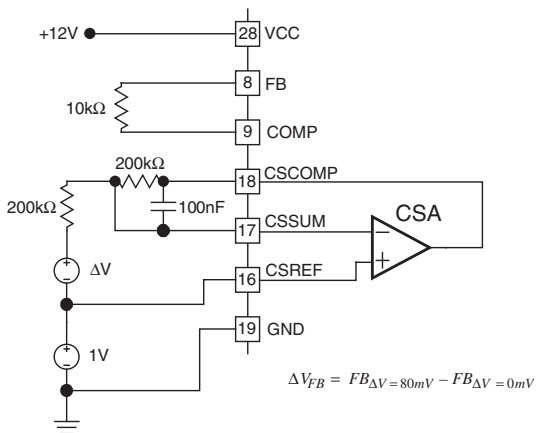 +12V
28 VCC
8 FB
10kΩ
9 COMP
200kΩ
18 CSCOMP
200kΩ
100nF
17 CSSUM
CSA
−
+
ΔV
+
−
16 CSREF
19 GND
1V
+
−
ΔV_FB = FB_ΔV = 80mV − FB_ΔV = 0mV